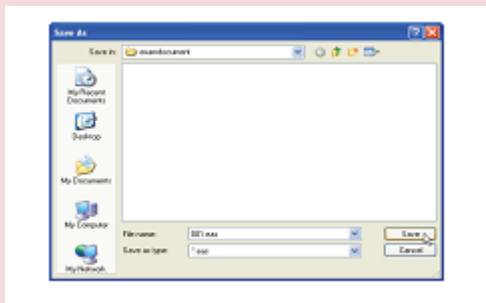 Save As
Save in:
My Recent
Documents
Desktop
My Documents
My Computer
My Network
File name:
Save as type:
Save
Cancel